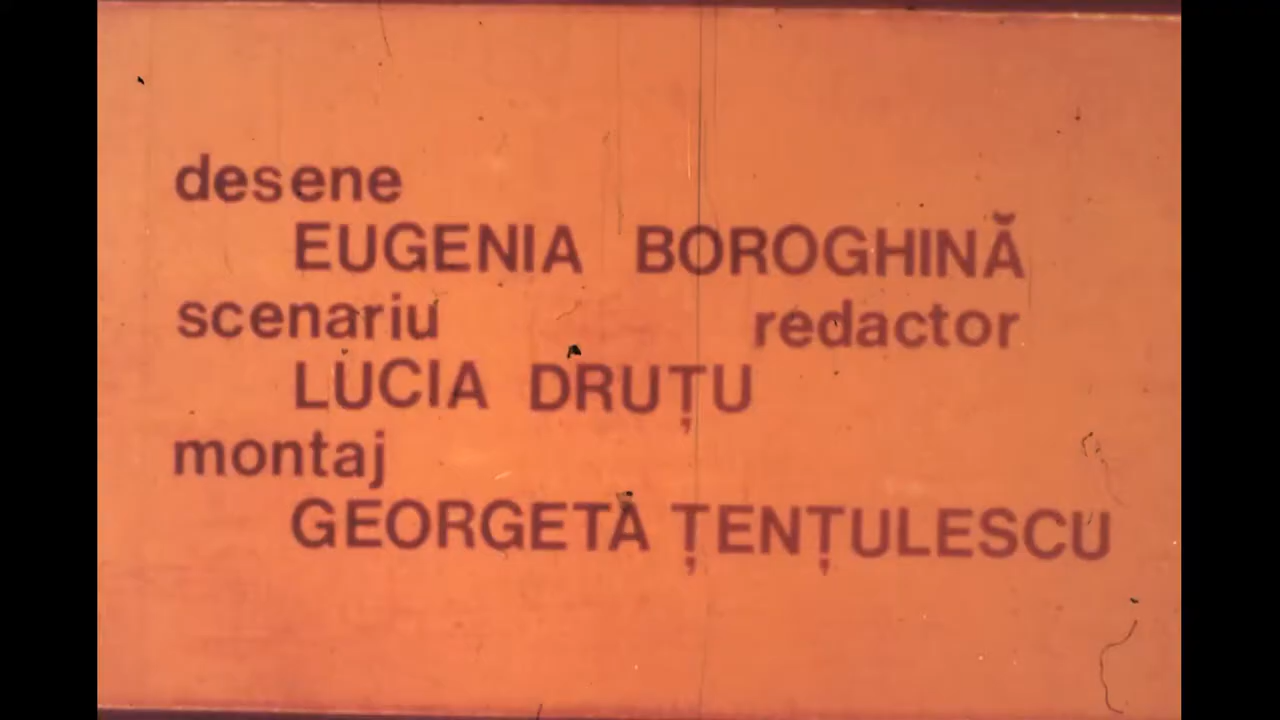 desene
EUGENIA BOROGHINĂ
scenariu redactor
LUCIA DRUȚU
montaj
GEORGETA ȚENȚULESCU